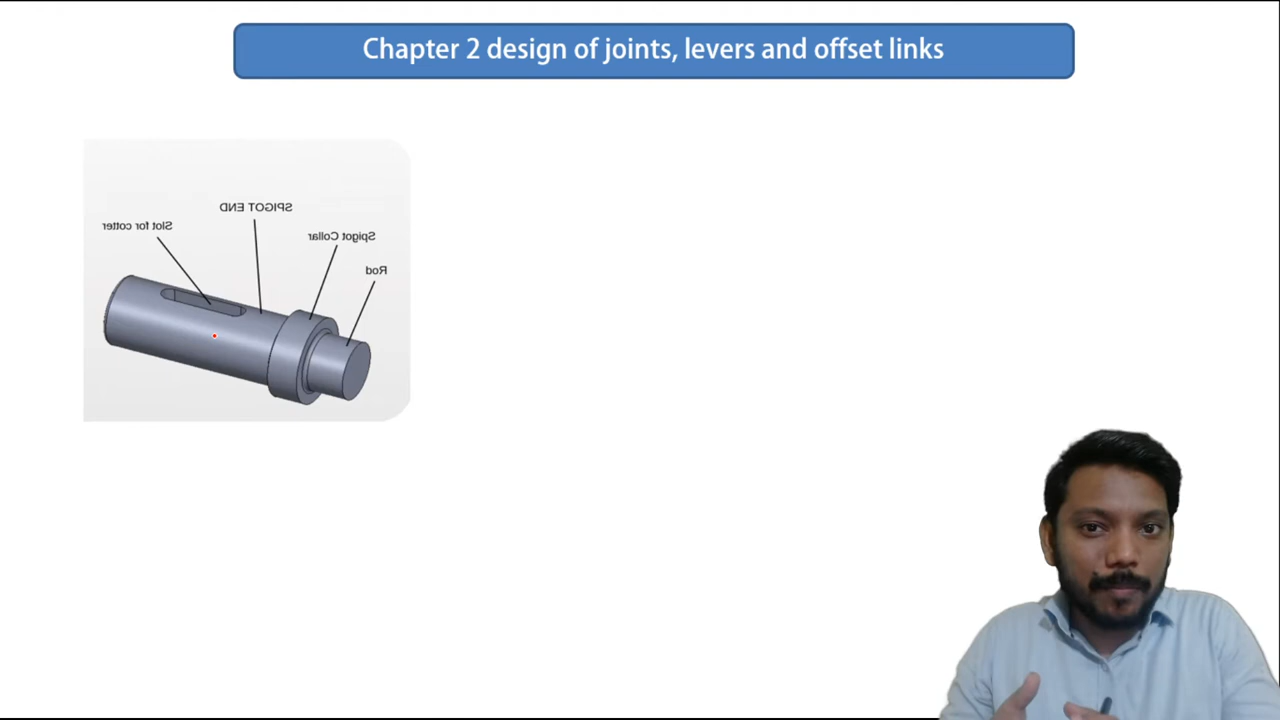 Chapter 2 design of joints, levers and offset links
SPIGOT END
Slot for cotter
Spigot Collar
Rod